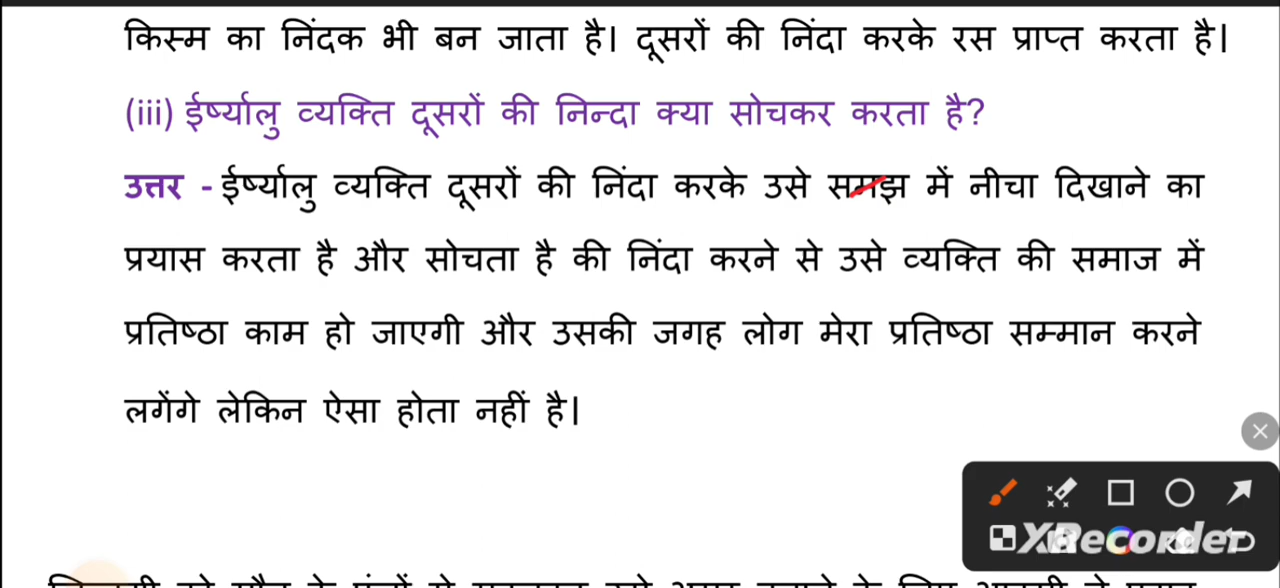 किस्म का निंदक भी बन जाता है। दूसरों की निंदा करके रस प्राप्त करता है।
(iii) ईर्ष्यालु व्यक्ति दूसरों की निन्दा क्या सोचकर करता है?
उत्तर - ईर्ष्यालु व्यक्ति दूसरों की निंदा करके उसे समझ में नीचा दिखाने का
प्रयास करता है और सोचता है की निंदा करने से उसे व्यक्ति की समाज में
प्रतिष्ठा काम हो जाएगी और उसकी जगह लोग मेरा प्रतिष्ठा सम्मान करने
लगेंगे लेकिन ऐसा होता नहीं है।
XRecorder